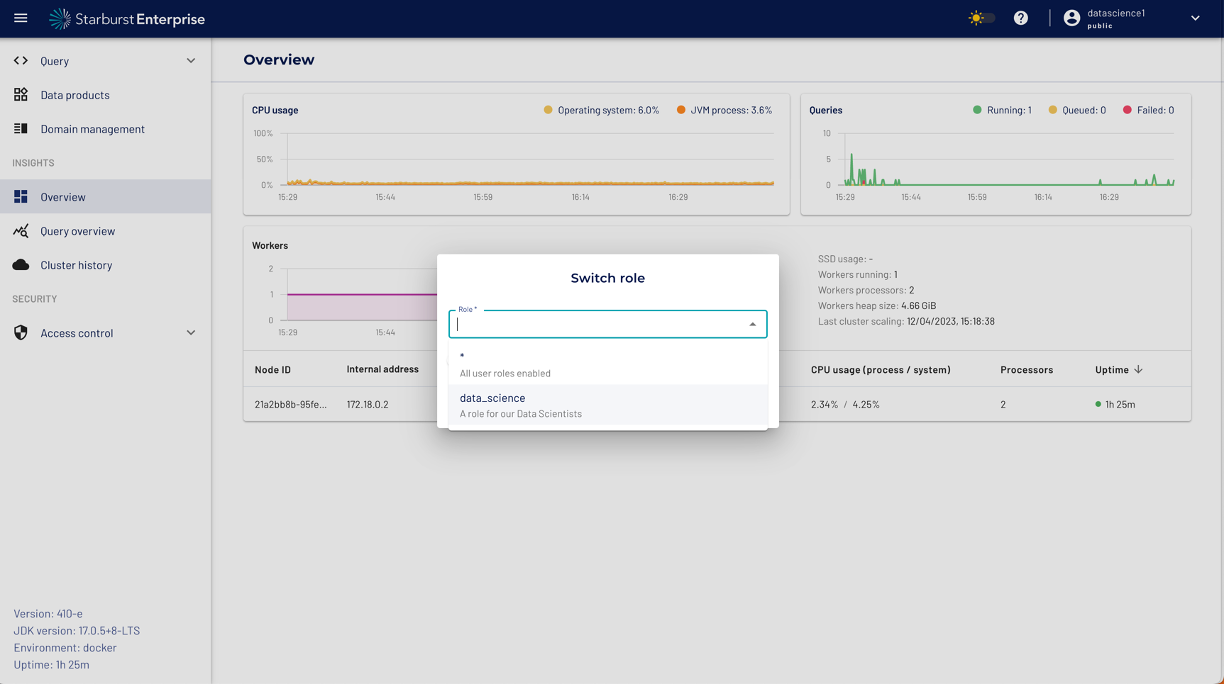 Starburst Enterprise
?
datascience1
public
Query
Data products
Domain management
INSIGHTS
Overview
Query overview
Cluster history
SECURITY
Access control
Version: 410-e
JDK version: 17.0.5+8-LTS
Environment: docker
Uptime: 1h 25m
Overview
CPU usage
Operating system: 6.0%
JVM process: 3.6%
100%
50%
0%
15:29 15:44 15:59 16:14 16:29
Queries
Running: 1
Queued: 0
Failed: 0
10
5
0
15:29 15:44 15:59 16:14 16:29
Workers
2
1
0
15:29 15:44
SSD usage: -
Workers running: 1
Workers processors: 2
Workers heap size: 4.66 GiB
Last cluster scaling: 12/04/2023, 15:18:38
Node ID Internal address CPU usage (process / system) Processors Uptime
21a2bb8b-95fe... 172.18.0.2 2.34% / 4.25% 2 1h 25m
Switch role
Role *
*
All user roles enabled
data_science
A role for our Data Scientists